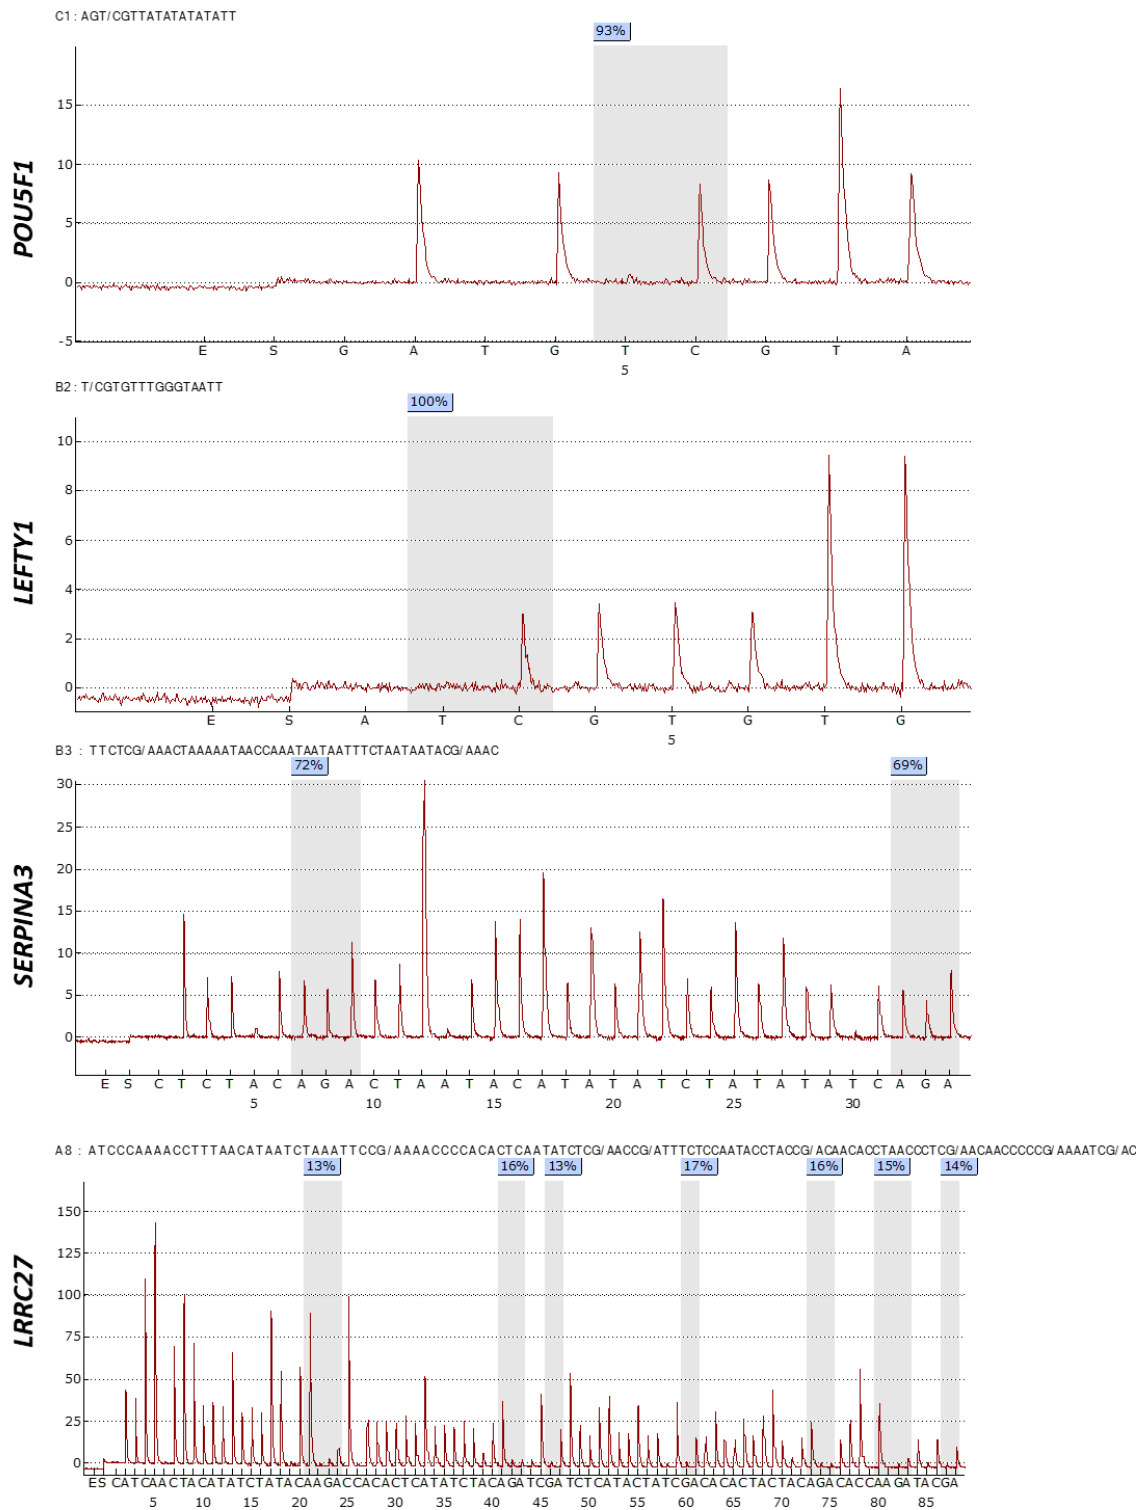 C1 : AGT/CGTTATATATATATT
93%
15
10
5
0
-5
POU5F1
E S G A T G T C G T A
5
B2 : T/CGTGTTTGGGTAATT
100%
10
8
6
4
2
0
LEFTY1
E S A T C G T G T G
5
B3 : TTCTCG/AAACTAAAAATAACCAAATAATAATTTCTAATAATACG/AAAC
72% 69%
30
25
20
15
10
5
0
SERPINA3
E S C T C T A C A G A C T A A T A C A T A T A T C T A T A T A T C A G A
5 10 15 20 25 30
A8 : ATCCCAAAACCTTTAACATAATCTAAATTCCG/AAAACCCCACACTCAATATCTCG/AACCG/ATTTCTCCAATACCTACCG/ACAACACCTAACCCTCG/AACAACCCCCG/AAAATCG/AC
13% 16% 13% 17% 16% 15% 14%
150
125
100
75
50
25
0
LRRC27
ESCATCAACTACATATCTATACAAGACCACACTCATATCTACAGATCGATCTCATACTATCGACACACTACTACAGACACCAAGATACGA
5 10 15 20 25 30 35 40 45 50 55 60 65 70 75 80 85